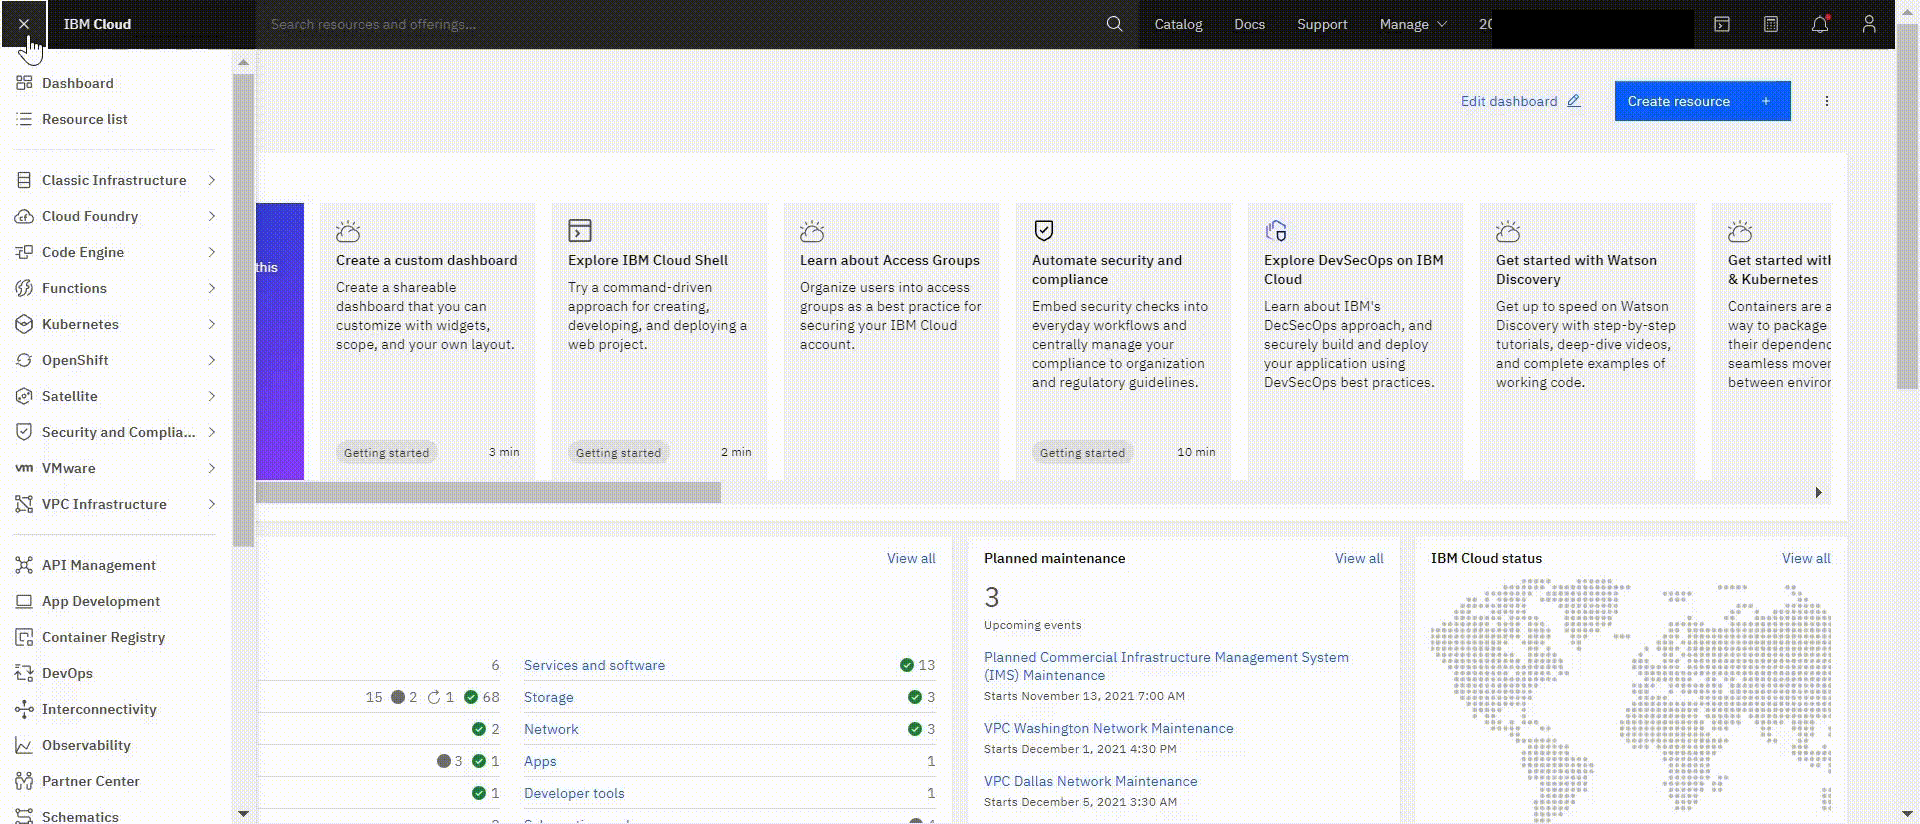 IBM Cloud
Search resources and offerings...
Catalog
Docs
Support
Manage
20
Dashboard
Resource list
Classic Infrastructure
Cloud Foundry
Code Engine
Functions
Kubernetes
OpenShift
Satellite
Security and Complia...
VMware
VPC Infrastructure
API Management
App Development
Container Registry
DevOps
Interconnectivity
Observability
Partner Center
Schematics
Edit dashboard
Create resource +
this
Create a custom dashboard
Create a shareable
dashboard that you can
customize with widgets,
scope, and your own layout.
Getting started
3 min
Explore IBM Cloud Shell
Try a command-driven
approach for creating,
developing, and deploying a
web project.
Getting started
2 min
Learn about Access Groups
Organize users into access
groups as a best practice for
securing your IBM Cloud
account.
Automate security and
compliance
Embed security checks into
everyday workflows and
centrally manage your
compliance to organization
and regulatory guidelines.
Getting started
10 min
Explore DevSecOps on IBM
Cloud
Learn about IBM's
DecSecOps approach, and
securely build and deploy
your application using
DevSecOps best practices.
Get started with Watson
Discovery
Get up to speed on Watson
Discovery with step-by-step
tutorials, deep-dive videos,
and complete examples of
working code.
Get started with
& Kubernetes
Containers are a
way to package
their dependenc
seamless mover
between enviror
View all
6
15 2 1 68
2
3 1
1
Services and software 13
Storage 3
Network 3
Apps 1
Developer tools 1
Planned maintenance
View all
3
Upcoming events
Planned Commercial Infrastructure Management System
(IMS) Maintenance
Starts November 13, 2021 7:00 AM
VPC Washington Network Maintenance
Starts December 1, 2021 4:30 PM
VPC Dallas Network Maintenance
Starts December 5, 2021 3:30 AM
IBM Cloud status
View all